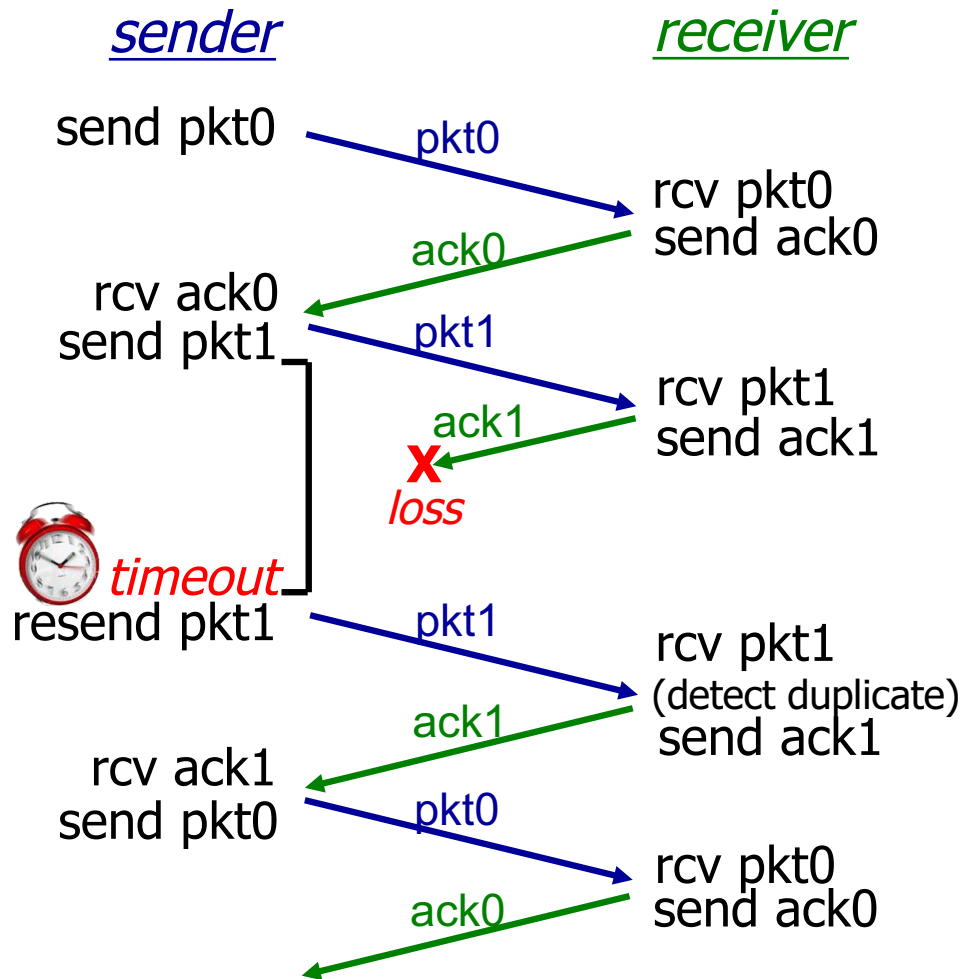 sender receiver
send pkt0
pkt0
rcv pkt0
send ack0
ack0
rcv ack0
send pkt1
pkt1
rcv pkt1
send ack1
ack1
X
loss
timeout
resend pkt1
pkt1
rcv pkt1
(detect duplicate)
send ack1
ack1
rcv ack1
send pkt0
pkt0
rcv pkt0
send ack0
ack0